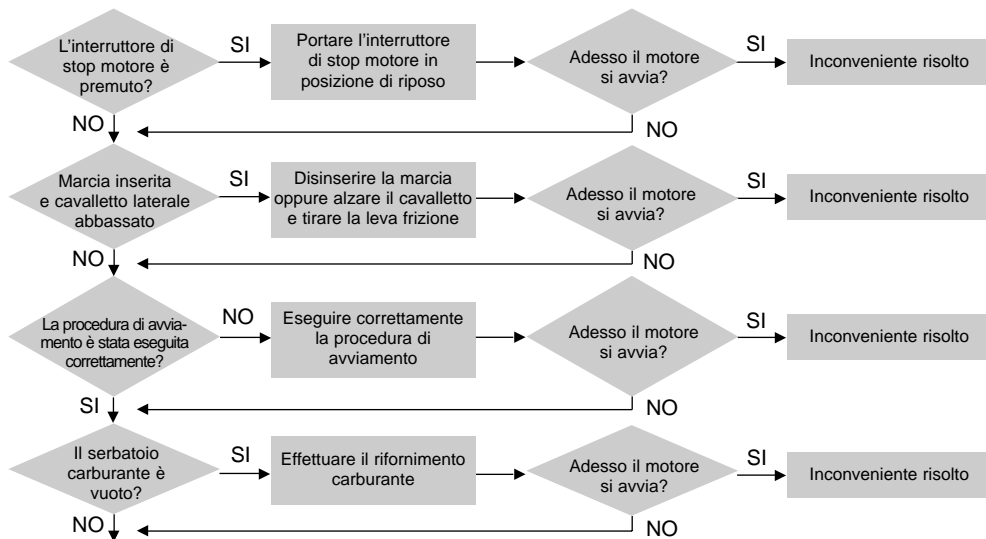 L'interruttore di
stop motore è
premuto?
SI
Portare l'interruttore
di stop motore in
posizione di riposo
Adesso il motore
si avvia?
SI
Inconveniente risolto
NO
NO
Marcia inserita
e cavalletto laterale
abbassato
SI
Disinserire la marcia
oppure alzare il cavalletto
e tirare la leva frizione
Adesso il motore
si avvia?
SI
Inconveniente risolto
NO
NO
La procedura di avvia-
mento è stata eseguita
correttamente?
NO
Eseguire correttamente
la procedura di
avviamento
Adesso il motore
si avvia?
SI
Inconveniente risolto
SI
NO
Il serbatoio
carburante è
vuoto?
SI
Effettuare il rifornimento
carburante
Adesso il motore
si avvia?
SI
Inconveniente risolto
NO
NO